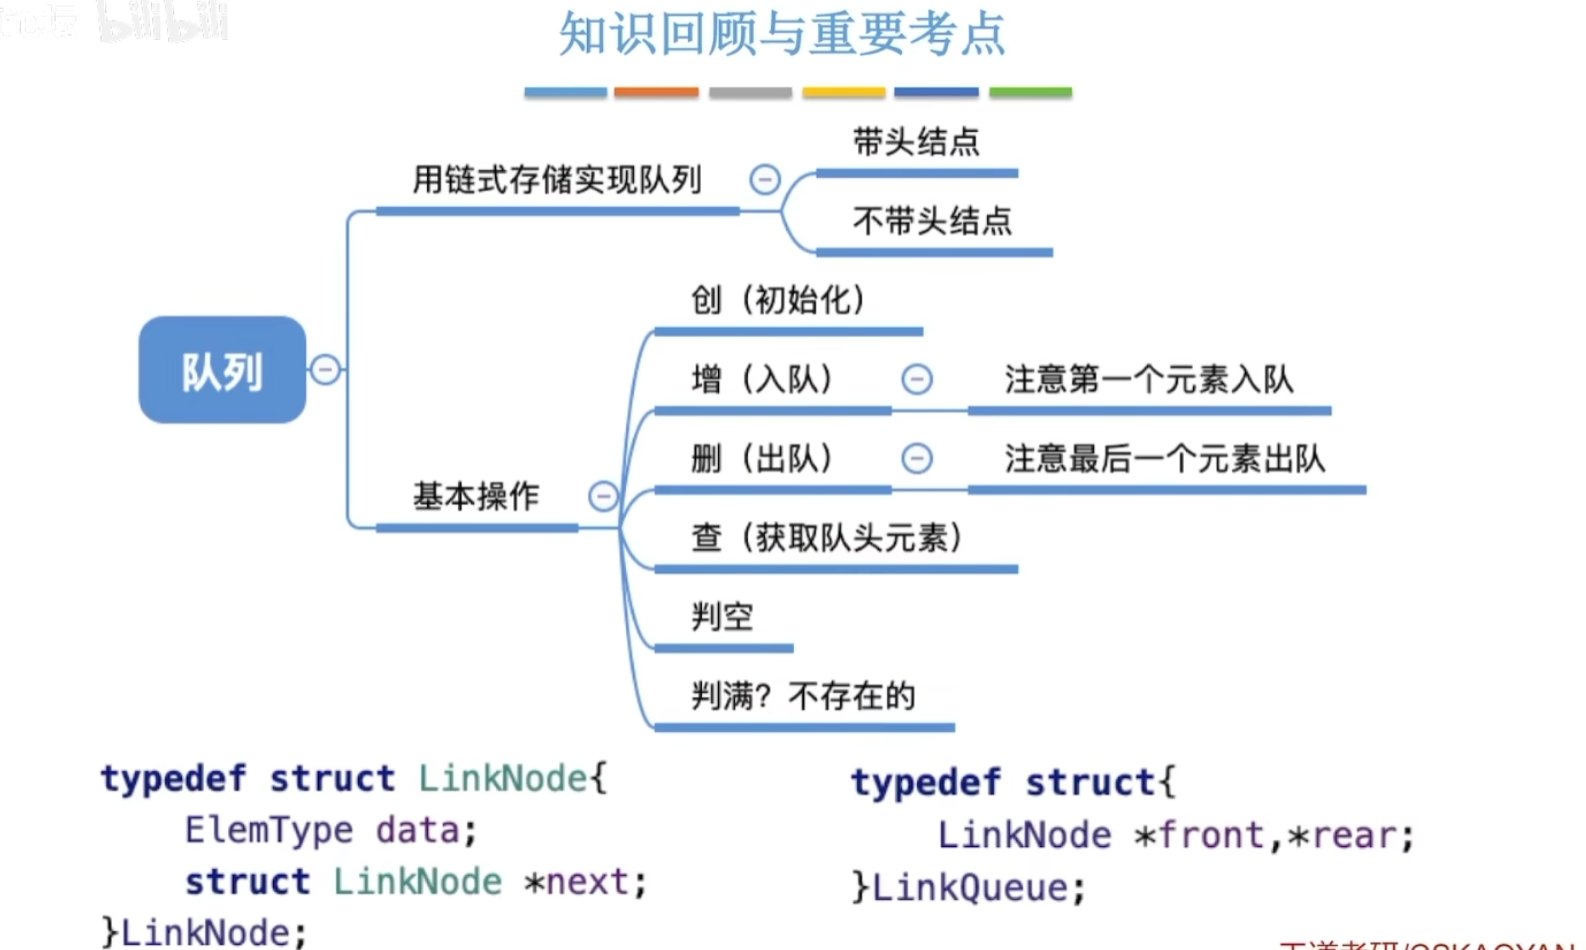 bilibili
知识回顾与重要考点
用链式存储实现队列
带头结点
不带头结点
队列
基本操作
创（初始化）
增（入队）
注意第一个元素入队
删（出队）
注意最后一个元素出队
查（获取队头元素）
判空
判满？不存在的
typedef struct LinkNode{
ElemType data;
struct LinkNode *next;
}LinkNode;
typedef struct{
LinkNode *front,*rear;
}LinkQueue;